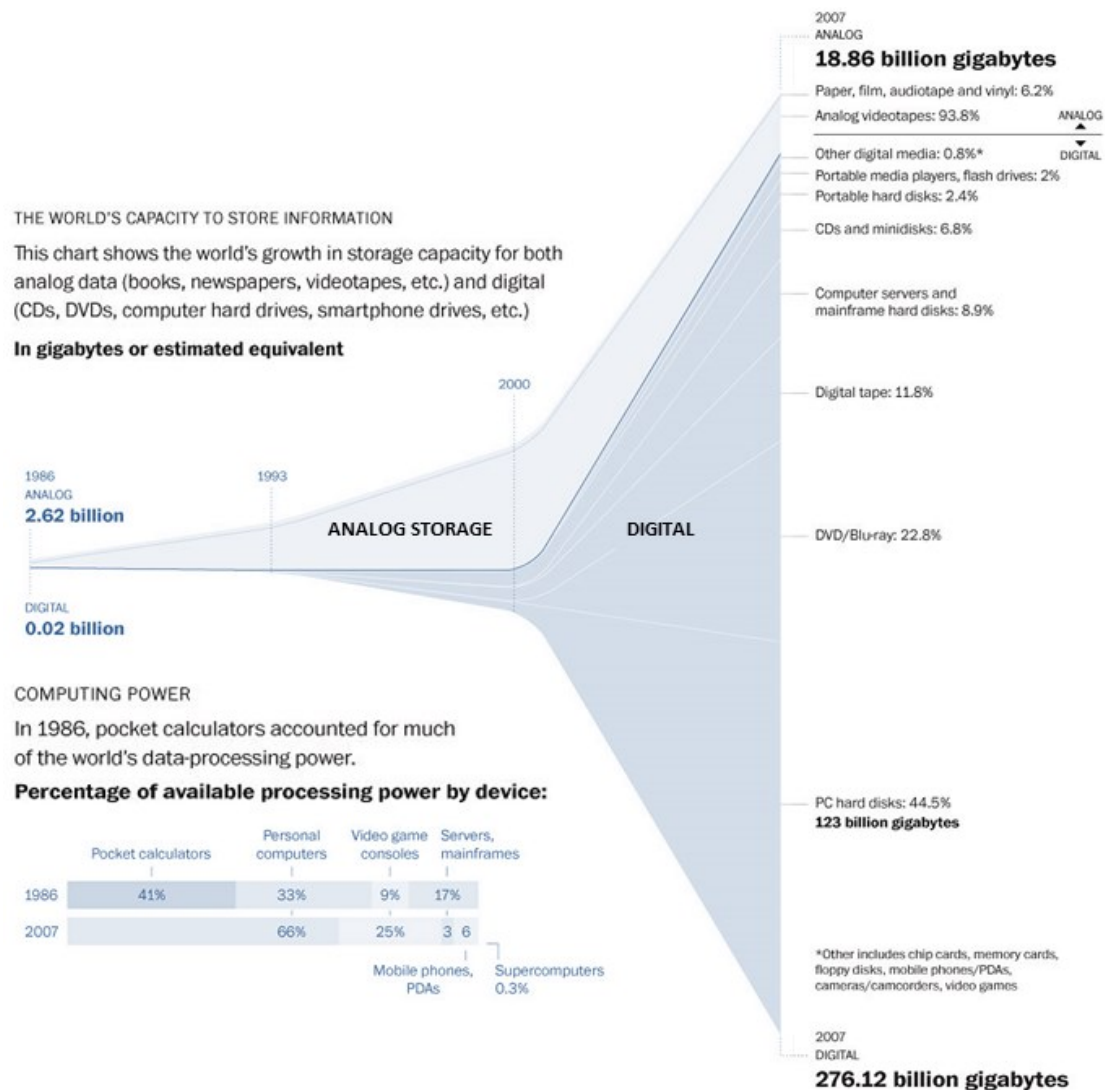 THE WORLD'S CAPACITY TO STORE INFORMATION
This chart shows the world's growth in storage capacity for both
analog data (books, newspapers, videotapes, etc.) and digital
(CDs, DVDs, computer hard drives, smartphone drives, etc.)
In gigabytes or estimated equivalent
1986
ANALOG
2.62 billion
DIGITAL
0.02 billion
1993
2000
ANALOG STORAGE
DIGITAL
2007
ANALOG
18.86 billion gigabytes
Paper, film, audiotape and vinyl: 6.2%
Analog videotapes: 93.8%
ANALOG
▲
▼
DIGITAL
Other digital media: 0.8%*
Portable media players, flash drives: 2%
Portable hard disks: 2.4%
CDs and minidisks: 6.8%
Computer servers and
mainframe hard disks: 8.9%
Digital tape: 11.8%
DVD/Blu-ray: 22.8%
PC hard disks: 44.5%
123 billion gigabytes
*Other includes chip cards, memory cards,
floppy disks, mobile phones/PDAs,
cameras/camcorders, video games
2007
DIGITAL
276.12 billion gigabytes
COMPUTING POWER
In 1986, pocket calculators accounted for much
of the world's data-processing power.
Percentage of available processing power by device:
Pocket calculators
Personal
computers
Video game
consoles
Servers,
mainframes
1986 41% 33% 9% 17%
2007 66% 25% 3 6
Mobile phones,
PDAs
Supercomputers
0.3%